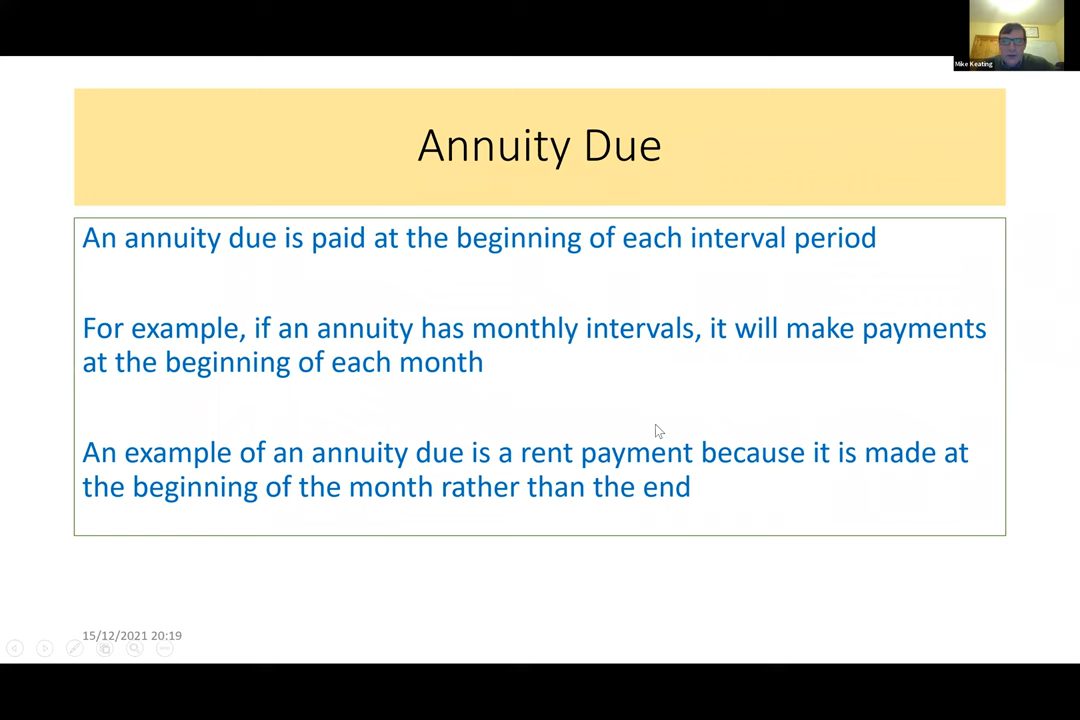 Mike Keating
Annuity Due
An annuity due is paid at the beginning of each interval period
For example, if an annuity has monthly intervals, it will make payments
at the beginning of each month
An example of an annuity due is a rent payment because it is made at
the beginning of the month rather than the end
15/12/2021 20:19